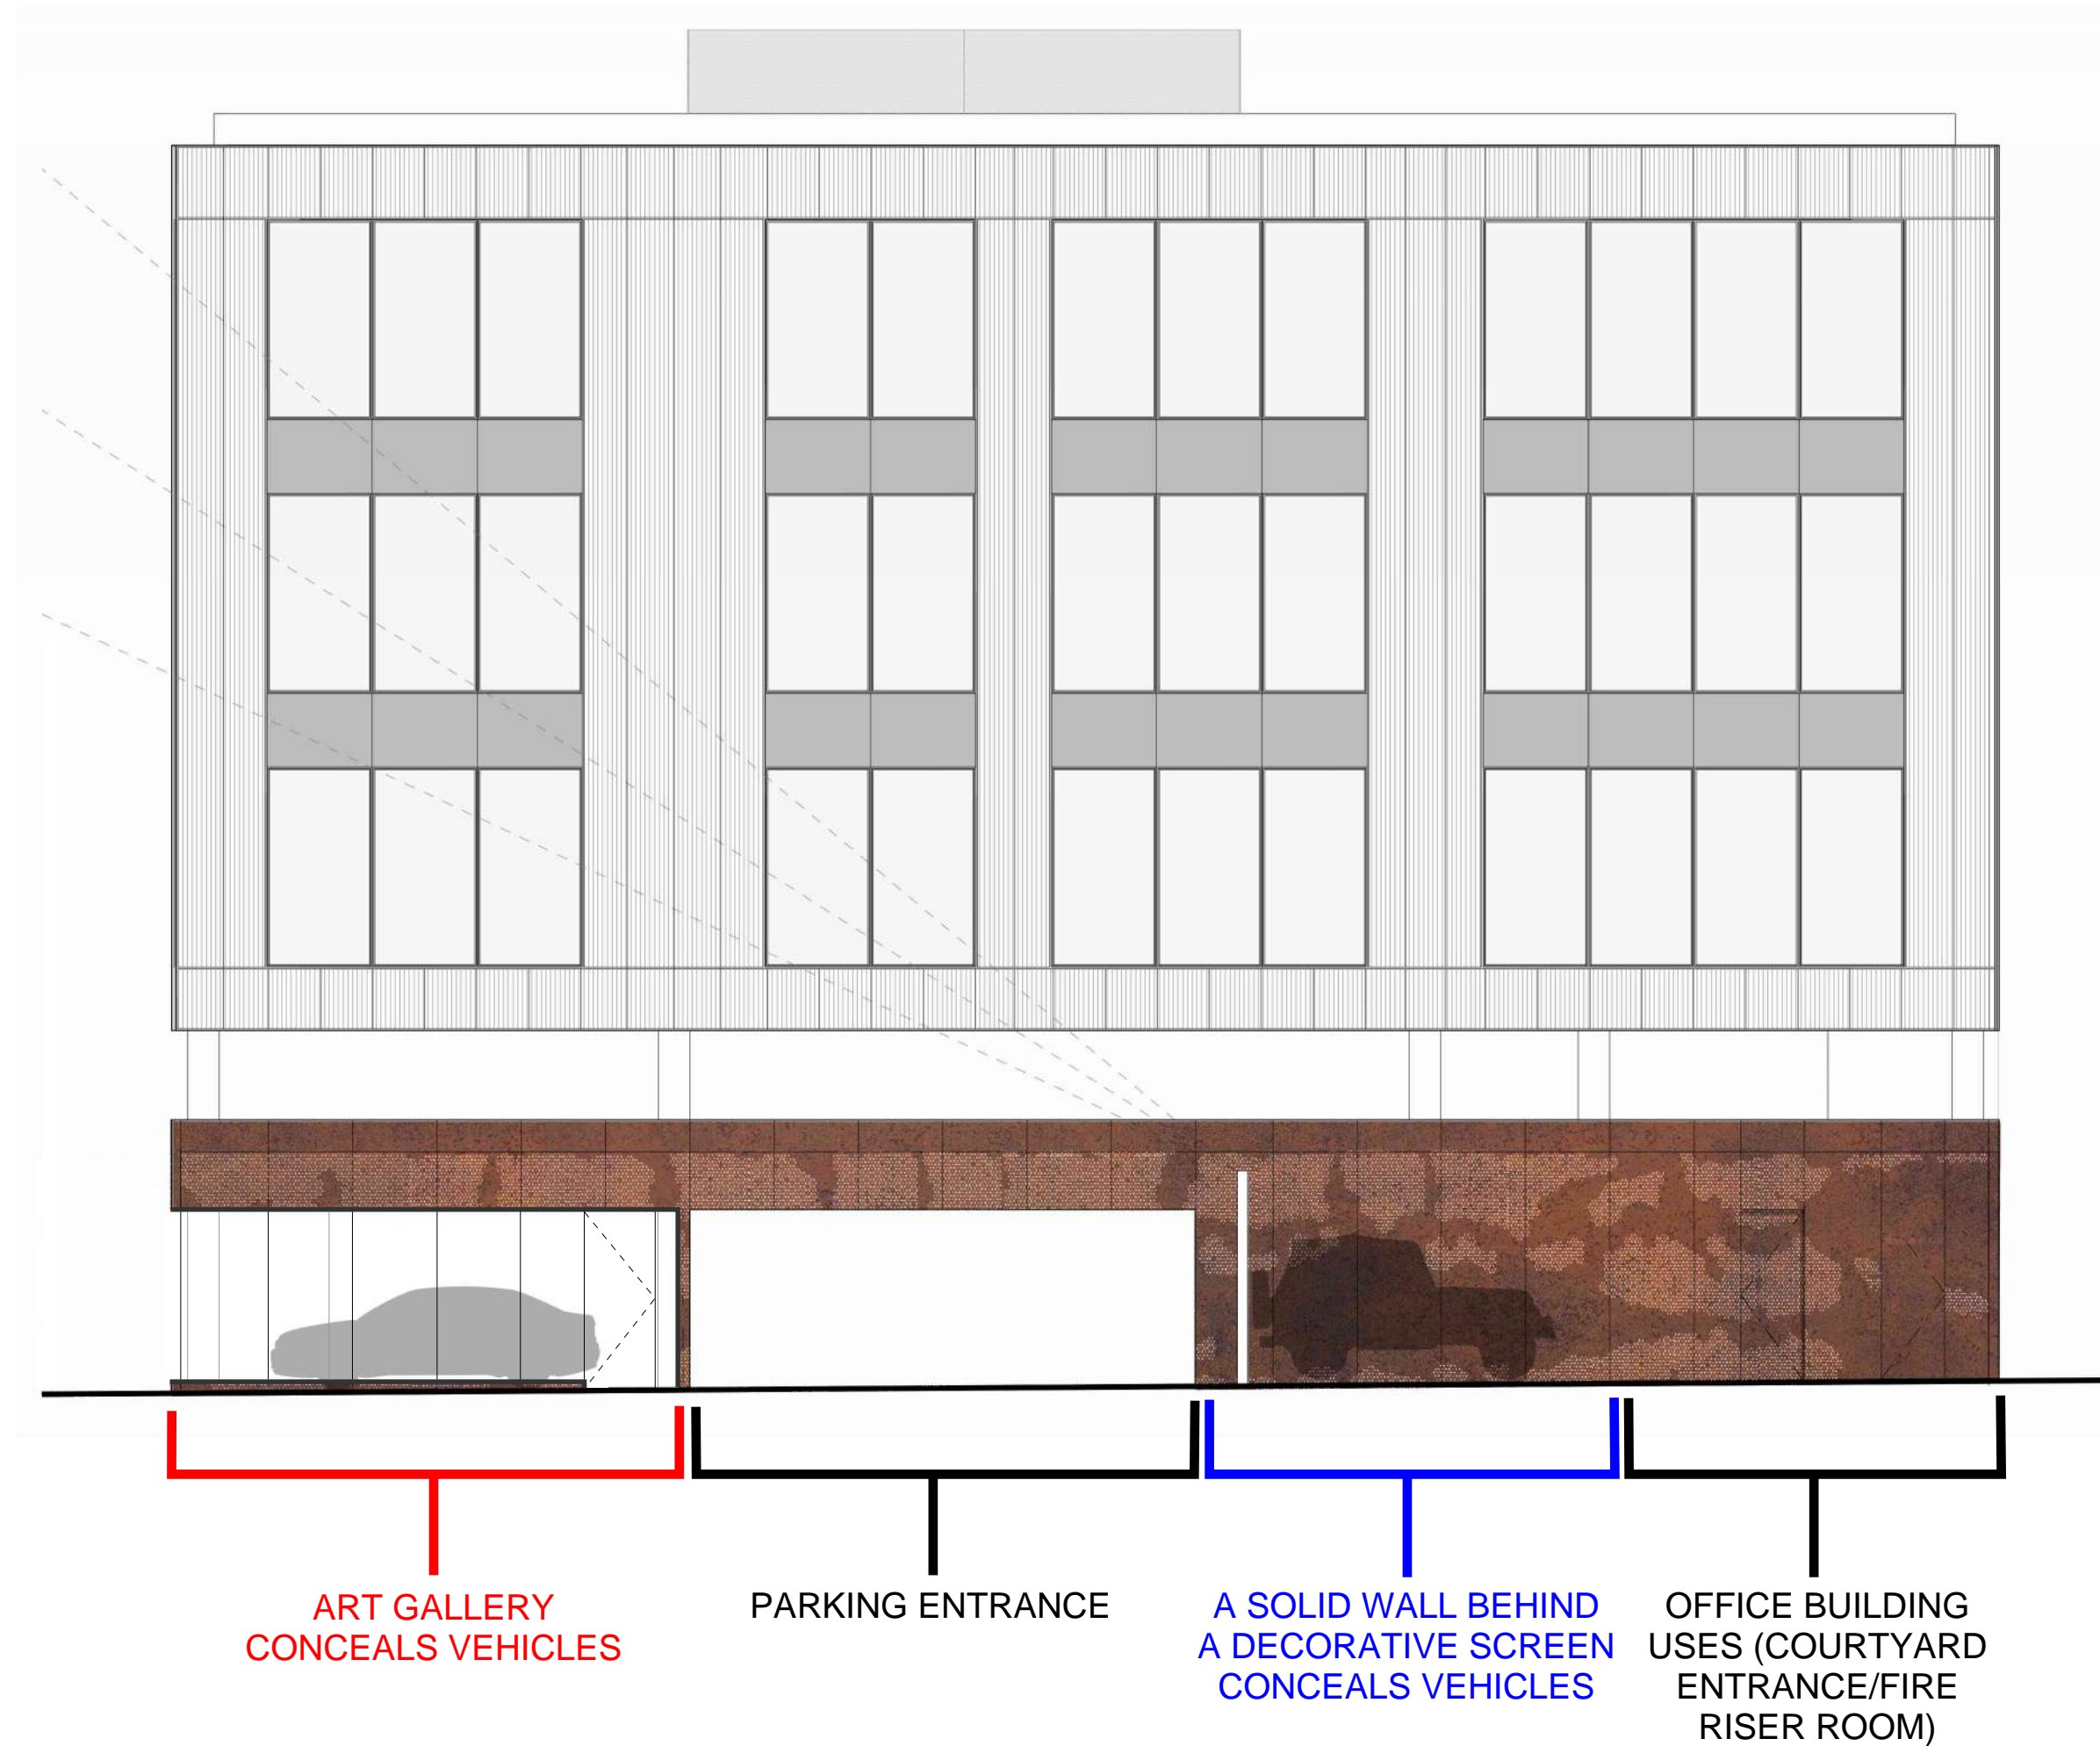 ART GALLERY
CONCEALS VEHICLES
PARKING ENTRANCE
A SOLID WALL BEHIND
A DECORATIVE SCREEN
CONCEALS VEHICLES
OFFICE BUILDING
USES (COURTYARD
ENTRANCE/FIRE
RISER ROOM)